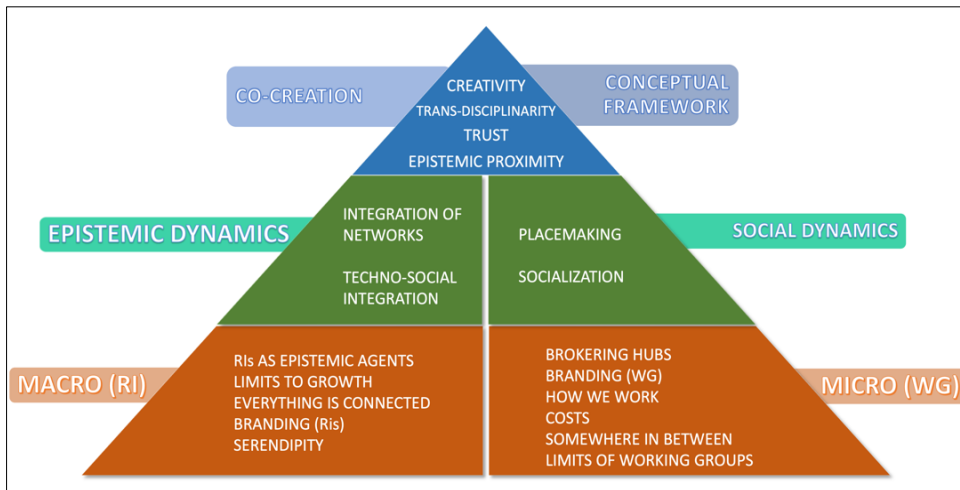 CO-CREATION
CREATIVITY
TRANS-DISCIPLINARITY
TRUST
EPISTEMIC PROXIMITY
CONCEPTUAL
FRAMEWORK
EPISTEMIC DYNAMICS
INTEGRATION OF
NETWORKS
TECHNO-SOCIAL
INTEGRATION
PLACEMAKING
SOCIALIZATION
SOCIAL DYNAMICS
MACRO (RI)
RIs AS EPISTEMIC AGENTS
LIMITS TO GROWTH
EVERYTHING IS CONNECTED
BRANDING (Ris)
SERENDIPITY
BROKERING HUBS
BRANDING (WG)
HOW WE WORK
COSTS
SOMEWHERE IN BETWEEN
LIMITS OF WORKING GROUPS
MICRO (WG)